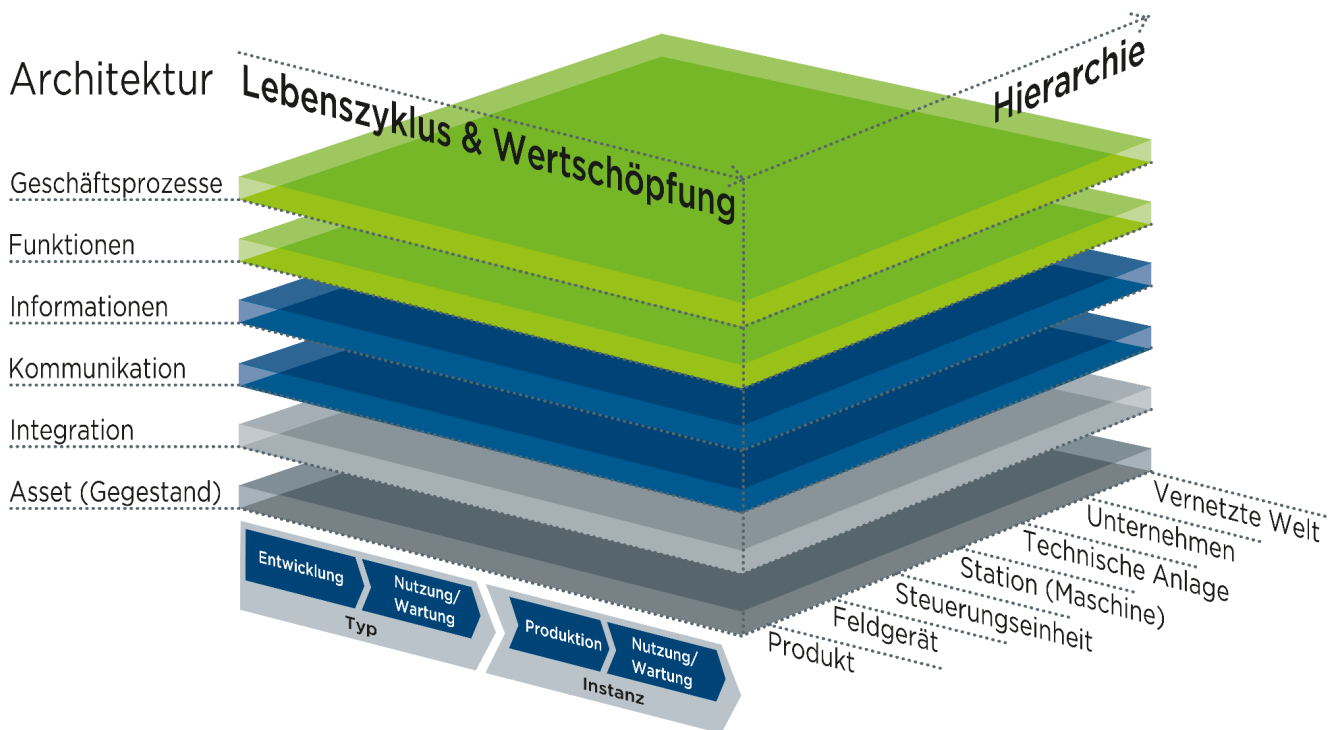 Architektur
Lebenszyklus & Wertschöpfung
Hierarchie
Geschäftsprozesse
Funktionen
Informationen
Kommunikation
Integration
Asset (Gegestand)
Entwicklung
Nutzung/
Wartung
Typ
Produktion
Nutzung/
Wartung
Instanz
Vernetzte Welt
Unternehmen
Technische Anlage
Station (Maschine)
Steuerungseinheit
Feldgerät
Produkt